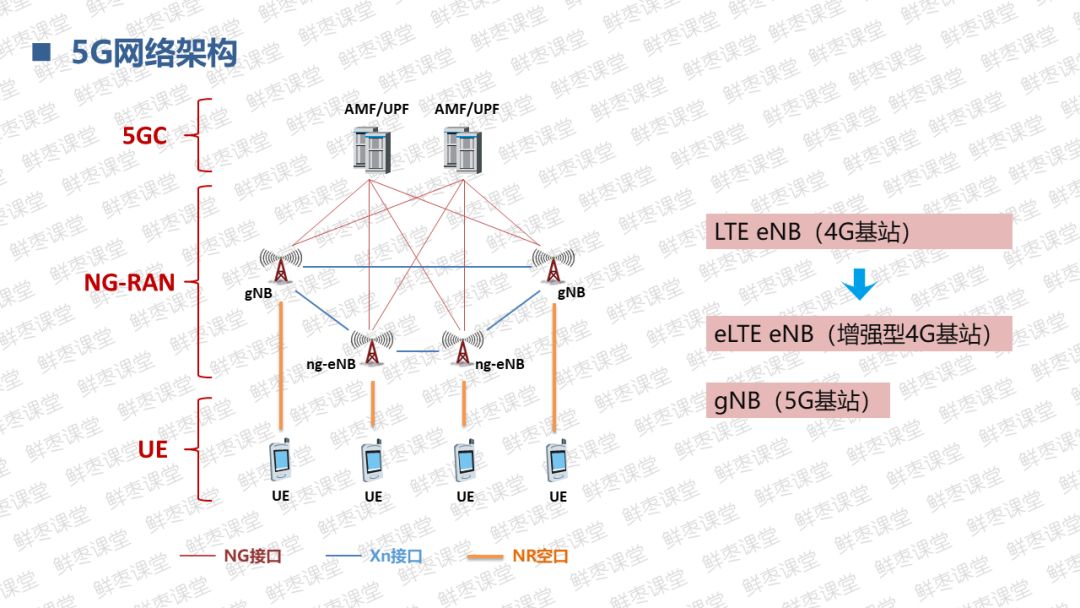 5G网络架构
AMF/UPF AMF/UPF
5GC
LTE eNB（4G基站）
NG-RAN
gNB gNB
eLTE eNB（增强型4G基站）
ng-eNB ng-eNB
gNB（5G基站）
UE
UE UE UE UE
NG接口 Xn接口 NR空口
鲜枣课堂